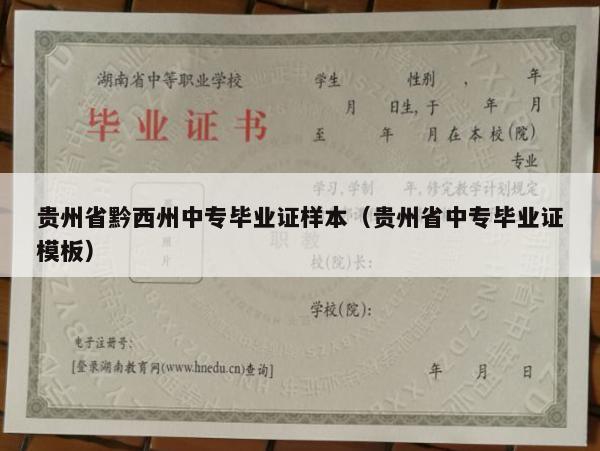 湖南省中等职业学校
毕业证书
学生 性别 , 年
月 日生,于 年 月
至 年 月在本校(院)
专业
学习,学制 年,修完教学计划规定
贵州省黔西州中专毕业证样本（贵州省中专毕业证
模板）
照片
职教
校(院)长:
学校(院):
电子注册号:
[登录湖南教育网(www.hnedu.cn)查询]
年 月 日